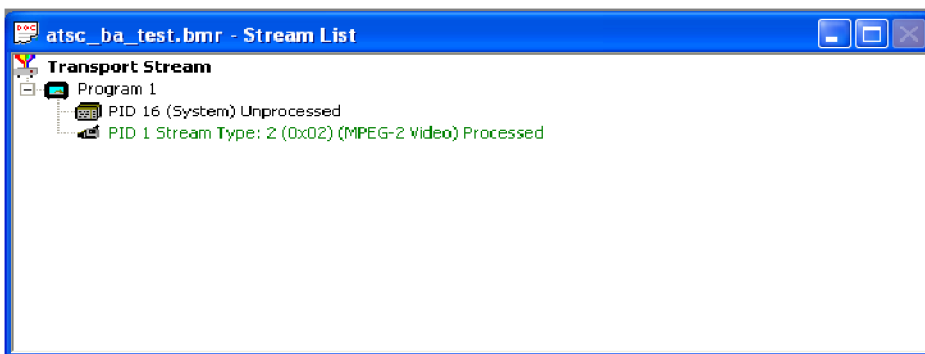 atsc_ba_test.bmr - Stream List
Transport Stream
Program 1
PID 16 (System) Unprocessed
PID 1 Stream Type: 2 (0x02) (MPEG-2 Video) Processed